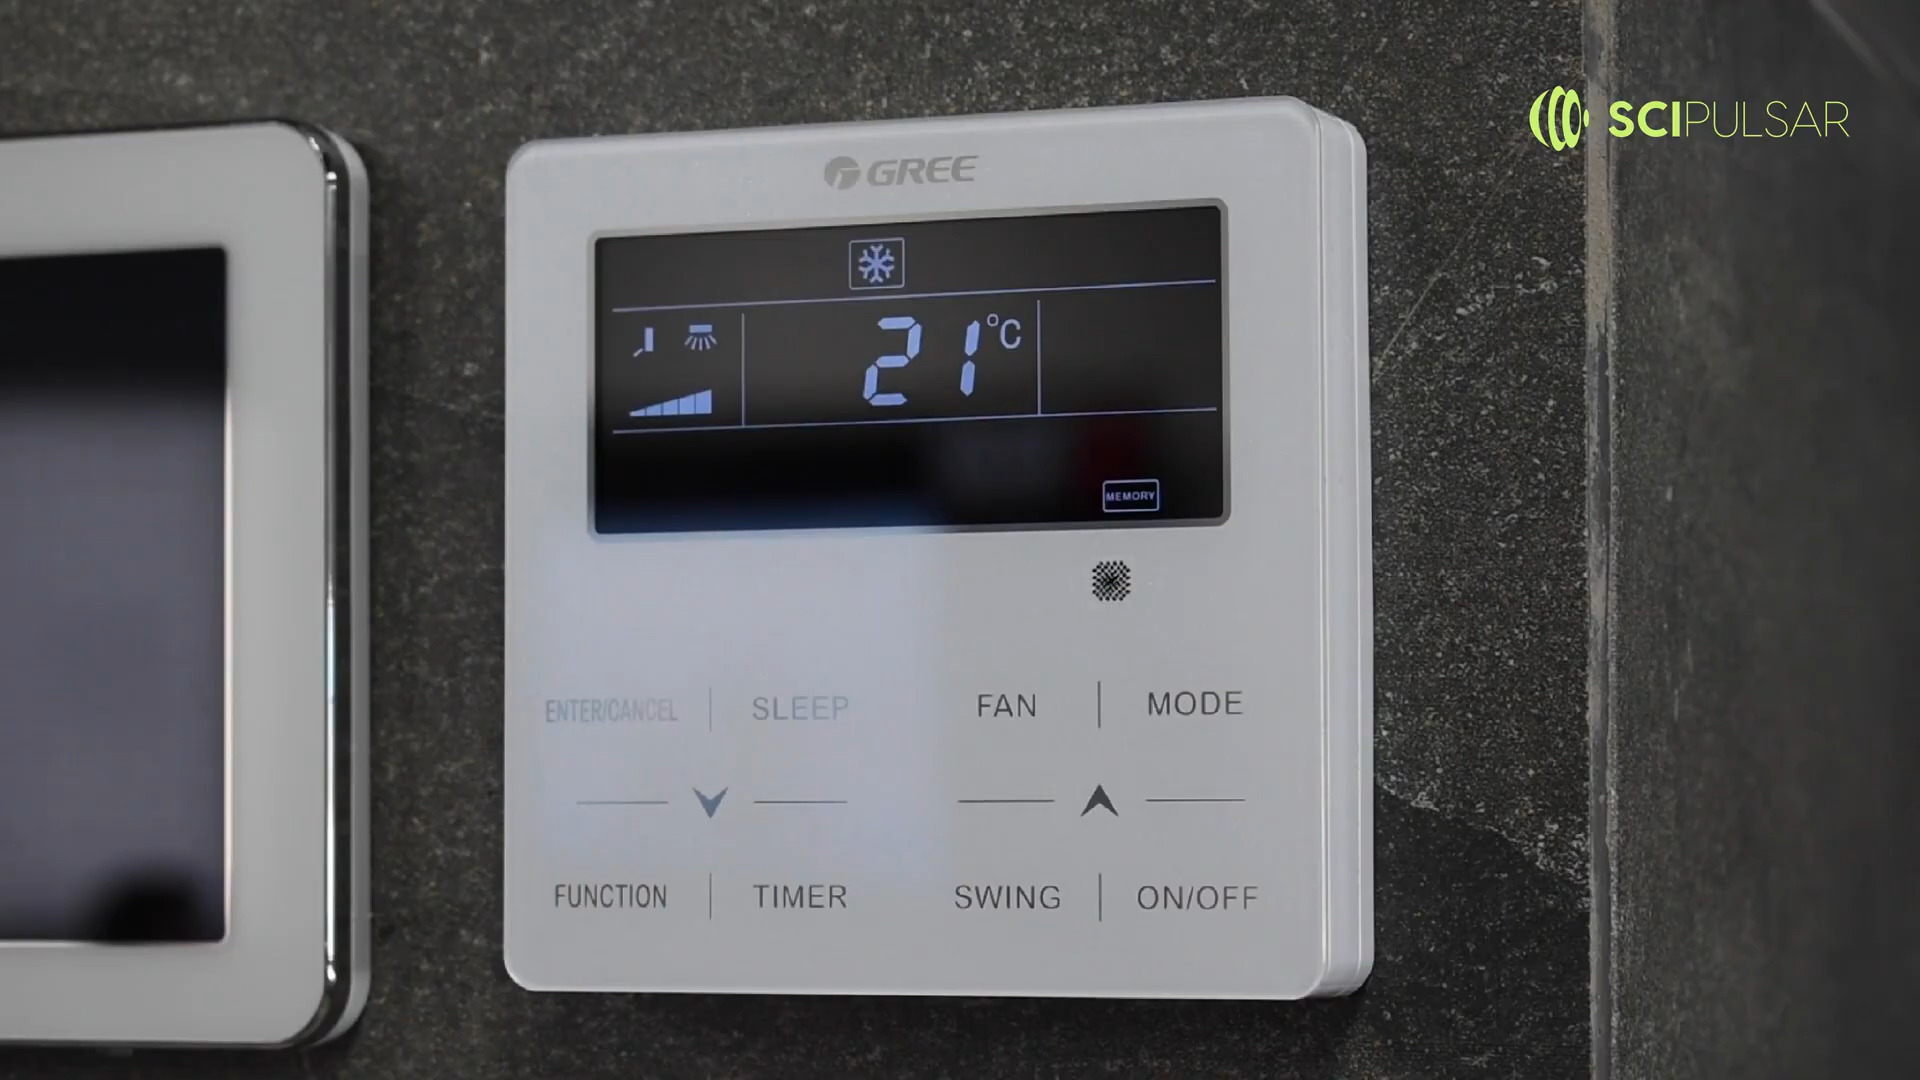 SCIPULSAR
GREE
21°C
MEMORY
ENTER/CANCEL
SLEEP
FAN
MODE
FUNCTION
TIMER
SWING
ON/OFF